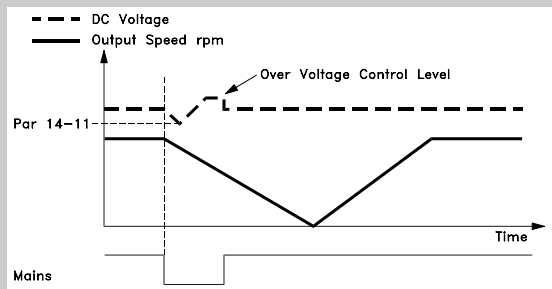 DC Voltage
Output Speed rpm
Over Voltage Control Level
Par 14-11
Time
Mains